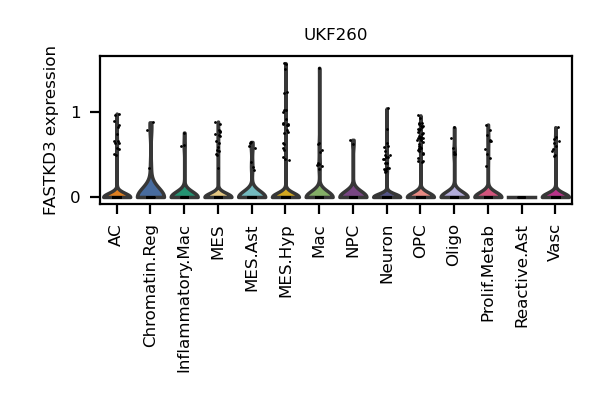 UKF260
FASTKD3 expression
1
0
AC
Chromatin.Reg
Inflammatory.Mac
MES
MES.Ast
MES.Hyp
Mac
NPC
Neuron
OPC
Oligo
Prolif.Metab
Reactive.Ast
Vasc